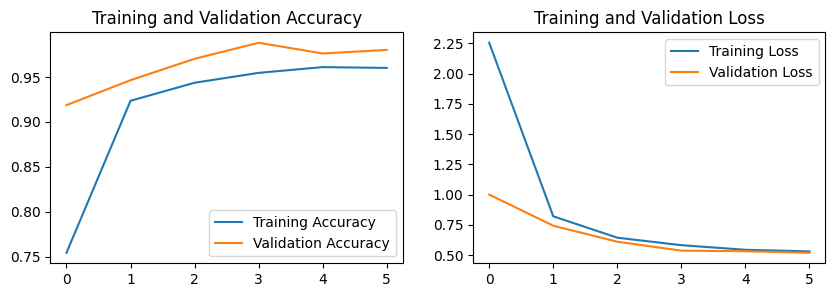 Training and Validation Accuracy
0.95
0.90
0.85
0.80
0.75
0 1 2 3 4 5
Training Accuracy
Validation Accuracy
Training and Validation Loss
2.25
2.00
1.75
1.50
1.25
1.00
0.75
0.50
0 1 2 3 4 5
Training Loss
Validation Loss